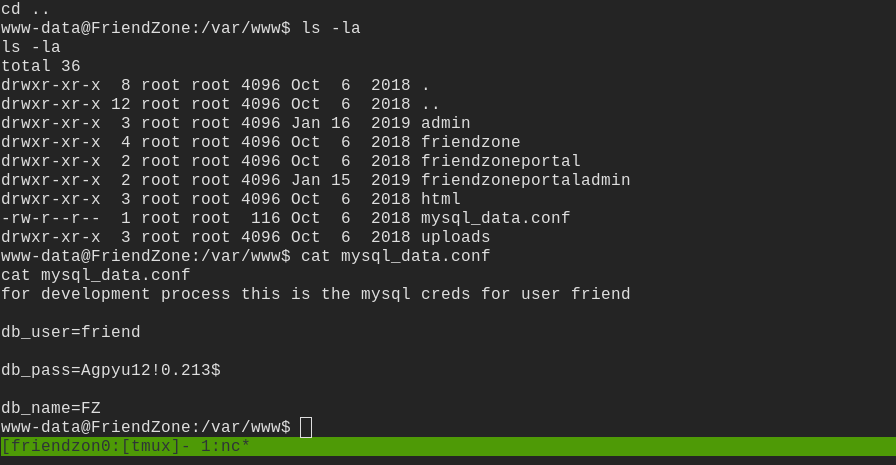 cd ..
www-data@FriendZone:/var/www$ ls -la
ls -la
total 36
drwxr-xr-x  8 root root 4096 Oct  6  2018 .
drwxr-xr-x 12 root root 4096 Oct  6  2018 ..
drwxr-xr-x  3 root root 4096 Jan 16  2019 admin
drwxr-xr-x  4 root root 4096 Oct  6  2018 friendzone
drwxr-xr-x  2 root root 4096 Oct  6  2018 friendzoneportal
drwxr-xr-x  2 root root 4096 Jan 15  2019 friendzoneportaladmin
drwxr-xr-x  3 root root 4096 Oct  6  2018 html
-rw-r--r--  1 root root  116 Oct  6  2018 mysql_data.conf
drwxr-xr-x  3 root root 4096 Oct  6  2018 uploads
www-data@FriendZone:/var/www$ cat mysql_data.conf
cat mysql_data.conf
for development process this is the mysql creds for user friend
db_user=friend
db_pass=Agpyu12!0.213$
db_name=FZ
www-data@FriendZone:/var/www$
[friendzon0:[tmux]- 1:nc*